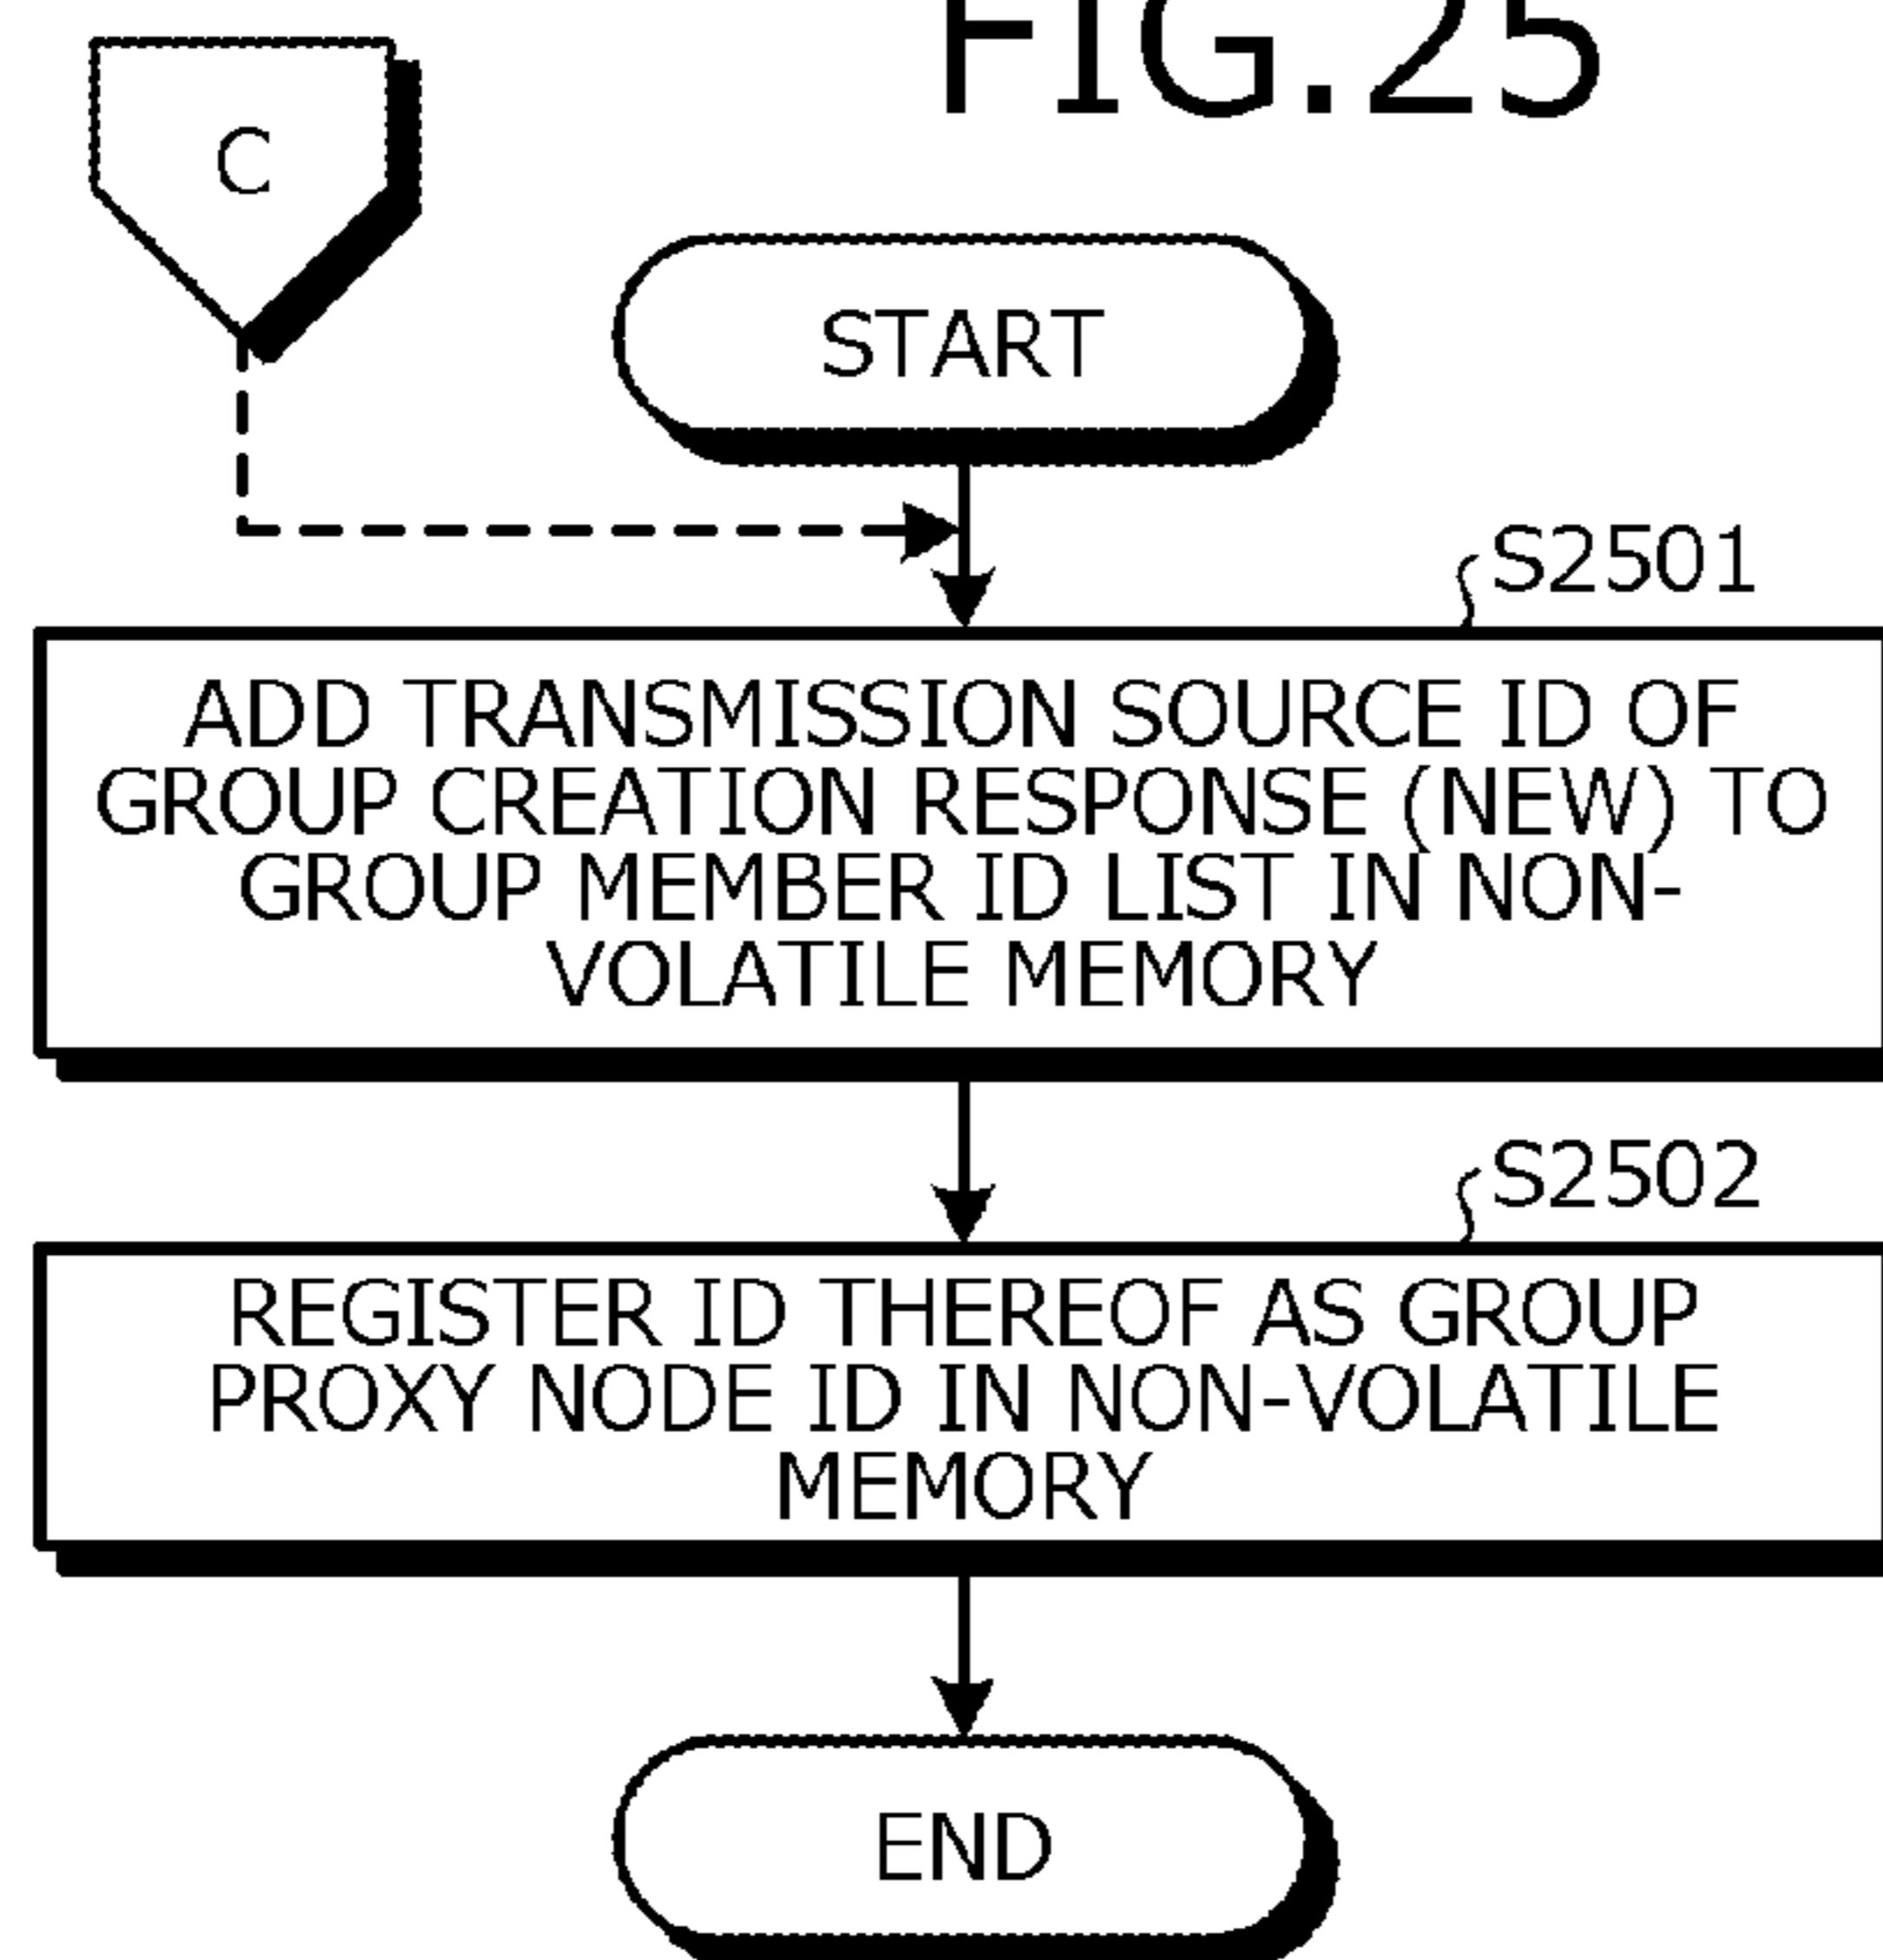 FIG.25
C
START
S2501
ADD TRANSMISSION SOURCE ID OF
GROUP CREATION RESPONSE (NEW) TO
GROUP MEMBER ID LIST IN NON-
VOLATILE MEMORY
S2502
REGISTER ID THEREOF AS GROUP
PROXY NODE ID IN NON-VOLATILE
MEMORY
END